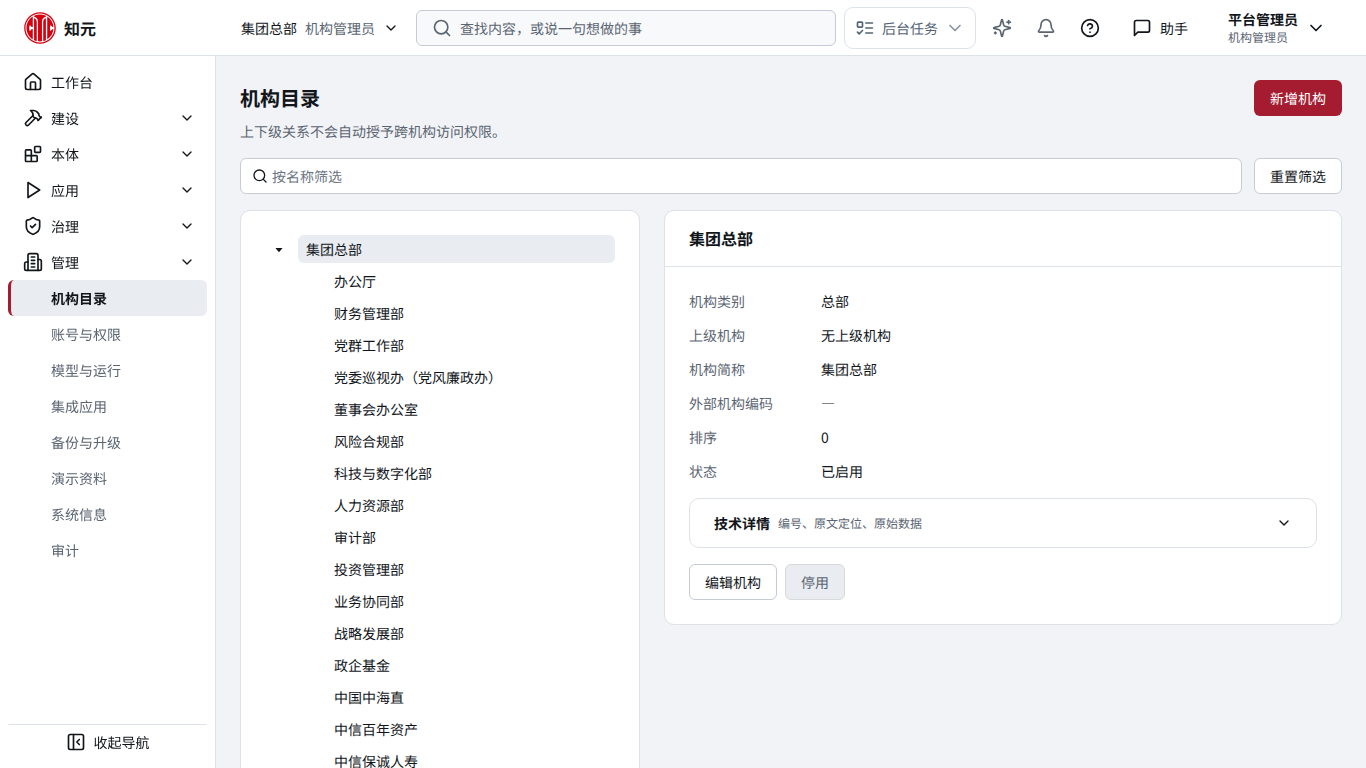 知元
集团总部 机构管理员
查找内容，或说一句想做的事
后台任务
助手
平台管理员
机构管理员
工作台
建设
本体
应用
治理
管理
机构目录
账号与权限
模型与运行
集成应用
备份与升级
演示资料
系统信息
审计
收起导航
机构目录
新增机构
上下级关系不会自动授予跨机构访问权限。
按名称筛选
重置筛选
集团总部
办公厅
财务管理部
党群工作部
党委巡视办（党风廉政办）
董事会办公室
风险合规部
科技与数字化部
人力资源部
审计部
投资管理部
业务协同部
战略发展部
政企基金
中国中海直
中信百年资产
中信保诚人寿
集团总部
机构类别 总部
上级机构 无上级机构
机构简称 集团总部
外部机构编码 —
排序 0
状态 已启用
技术详情 编号、原文定位、原始数据
编辑机构 停用